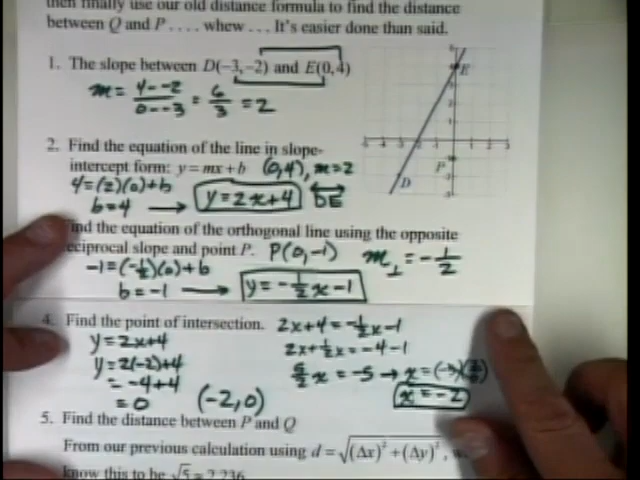 then finally use our old distance formula to find the distance
between Q and P . . . . whew . . . It's easier done than said.
1. The slope between D(−3,−2) and E(0,4)
m = (4 - -2)/(0 - -3) = 6/3 = 2
2. Find the equation of the line in slope-
intercept form: y = mx + b (0,4), m=2
4=(2)(0)+b
b=4 → y=2x+4 DE
find the equation of the orthogonal line using the opposite
reciprocal slope and point P. P(0,-1) m⊥ = -1/2
-1=(-1/2)(0)+b
b=-1 → y=-1/2x-1
4. Find the point of intersection. 2x+4=-1/2x-1
y=2x+4 2x+1/2x=-4-1
y=2(-2)+4 5/2x=-5 → x=(-5)(2/5)
=-4+4 x=-2
=0 (-2,0)
5. Find the distance between P and Q
From our previous calculation using d = √((Δx)² + (Δy)²),
know this to be √5 = 2.236
E
P
D